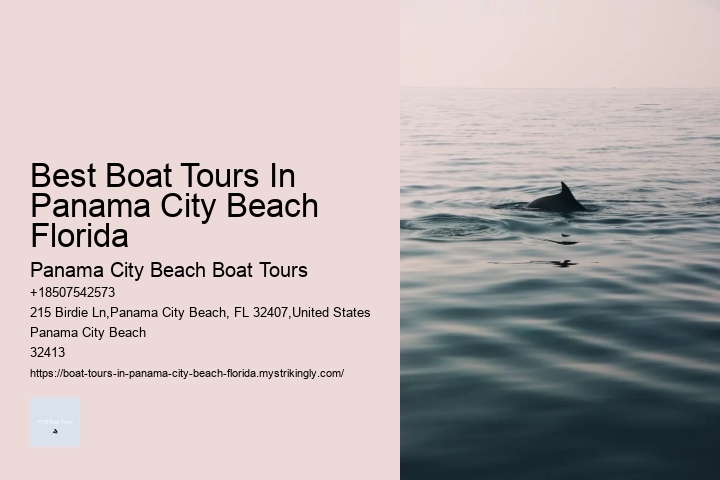 Best Boat Tours In
Panama City Beach
Florida
Panama City Beach Boat Tours
+18507542573
215 Birdie Ln,Panama City Beach, FL 32407,United States
Panama City Beach
32413
https://boat-tours-in-panama-city-beach-florida.mystrikingly.com/